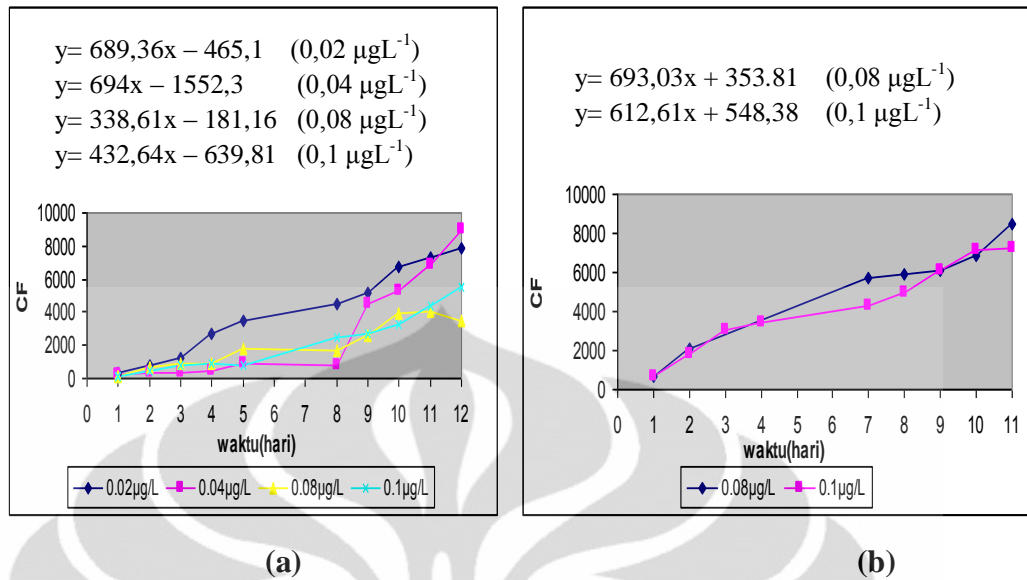 y= 689,36x – 465,1 (0,02 µgL⁻¹)
y= 694x – 1552,3 (0,04 µgL⁻¹)
y= 338,61x – 181,16 (0,08 µgL⁻¹)
y= 432,64x – 639,81 (0,1 µgL⁻¹)
10000
8000
6000
4000
2000
0
CF
0 1 2 3 4 5 6 7 8 9 10 11 12
waktu(hari)
0.02µg/L 0.04µg/L 0.08µg/L 0.1µg/L
(a)
y= 693,03x + 353.81 (0,08 µgL⁻¹)
y= 612,61x + 548,38 (0,1 µgL⁻¹)
10000
8000
6000
4000
2000
0
CF
0 1 2 3 4 5 6 7 8 9 10 11
waktu(hari)
0.08µg/L 0.1µg/L
(b)